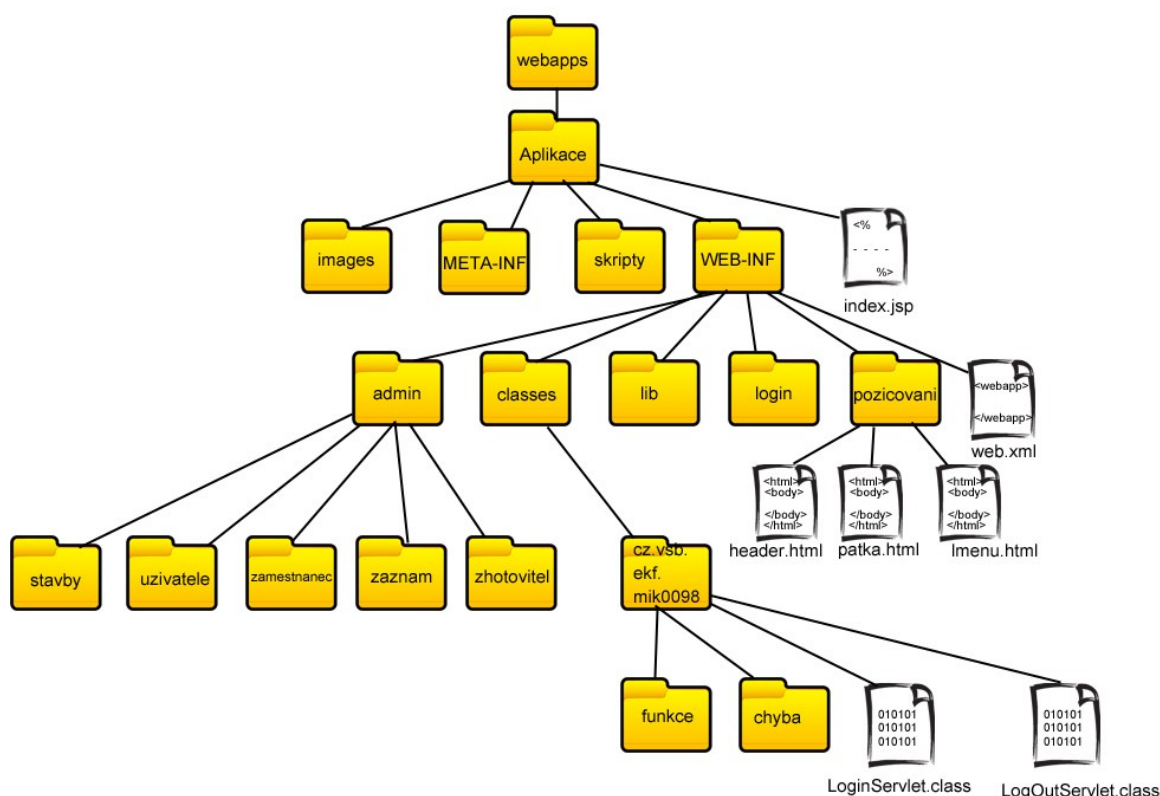 webapps
Aplikace
images
META-INF
skripty
WEB-INF
<%
- - - -
%>
index.jsp
admin
classes
lib
login
pozicovani
<webapp>
</webapp>
web.xml
<html>
<body>
</body>
</html>
header.html
<html>
<body>
</body>
</html>
patka.html
<html>
<body>
</body>
</html>
lmenu.html
stavby
uzivatele
zamestnanec
zaznam
zhotovitel
cz.vsb.
ekf.
mik0098
funkce
chyba
010101
010101
010101
LoginServlet.class
010101
010101
010101
LogOutServlet.class